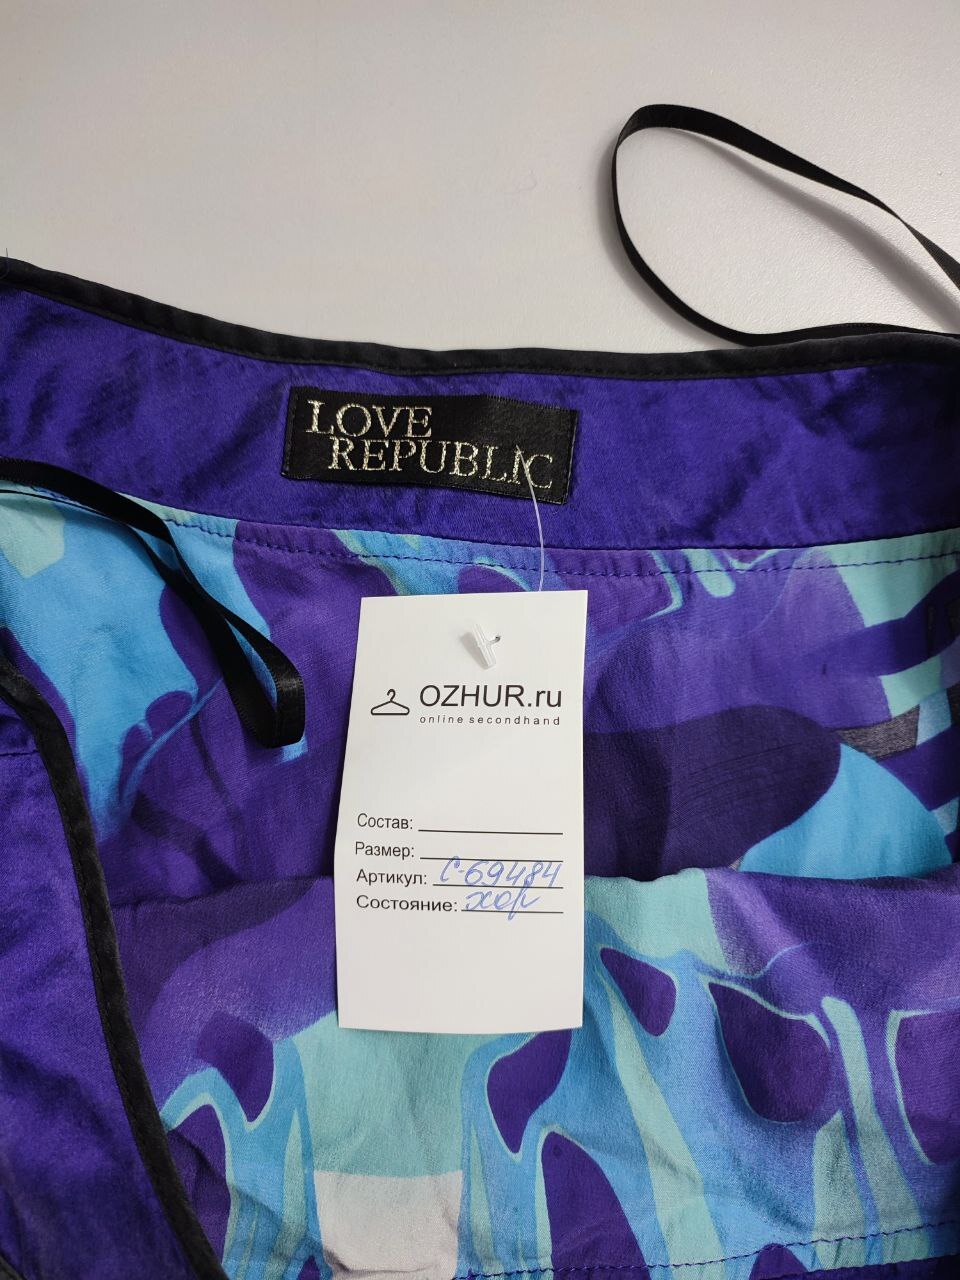 LOVE
REPUBLIC
OZHUR.ru
online secondhand
Состав:
Размер:
Артикул: С-69484
Состояние: хор